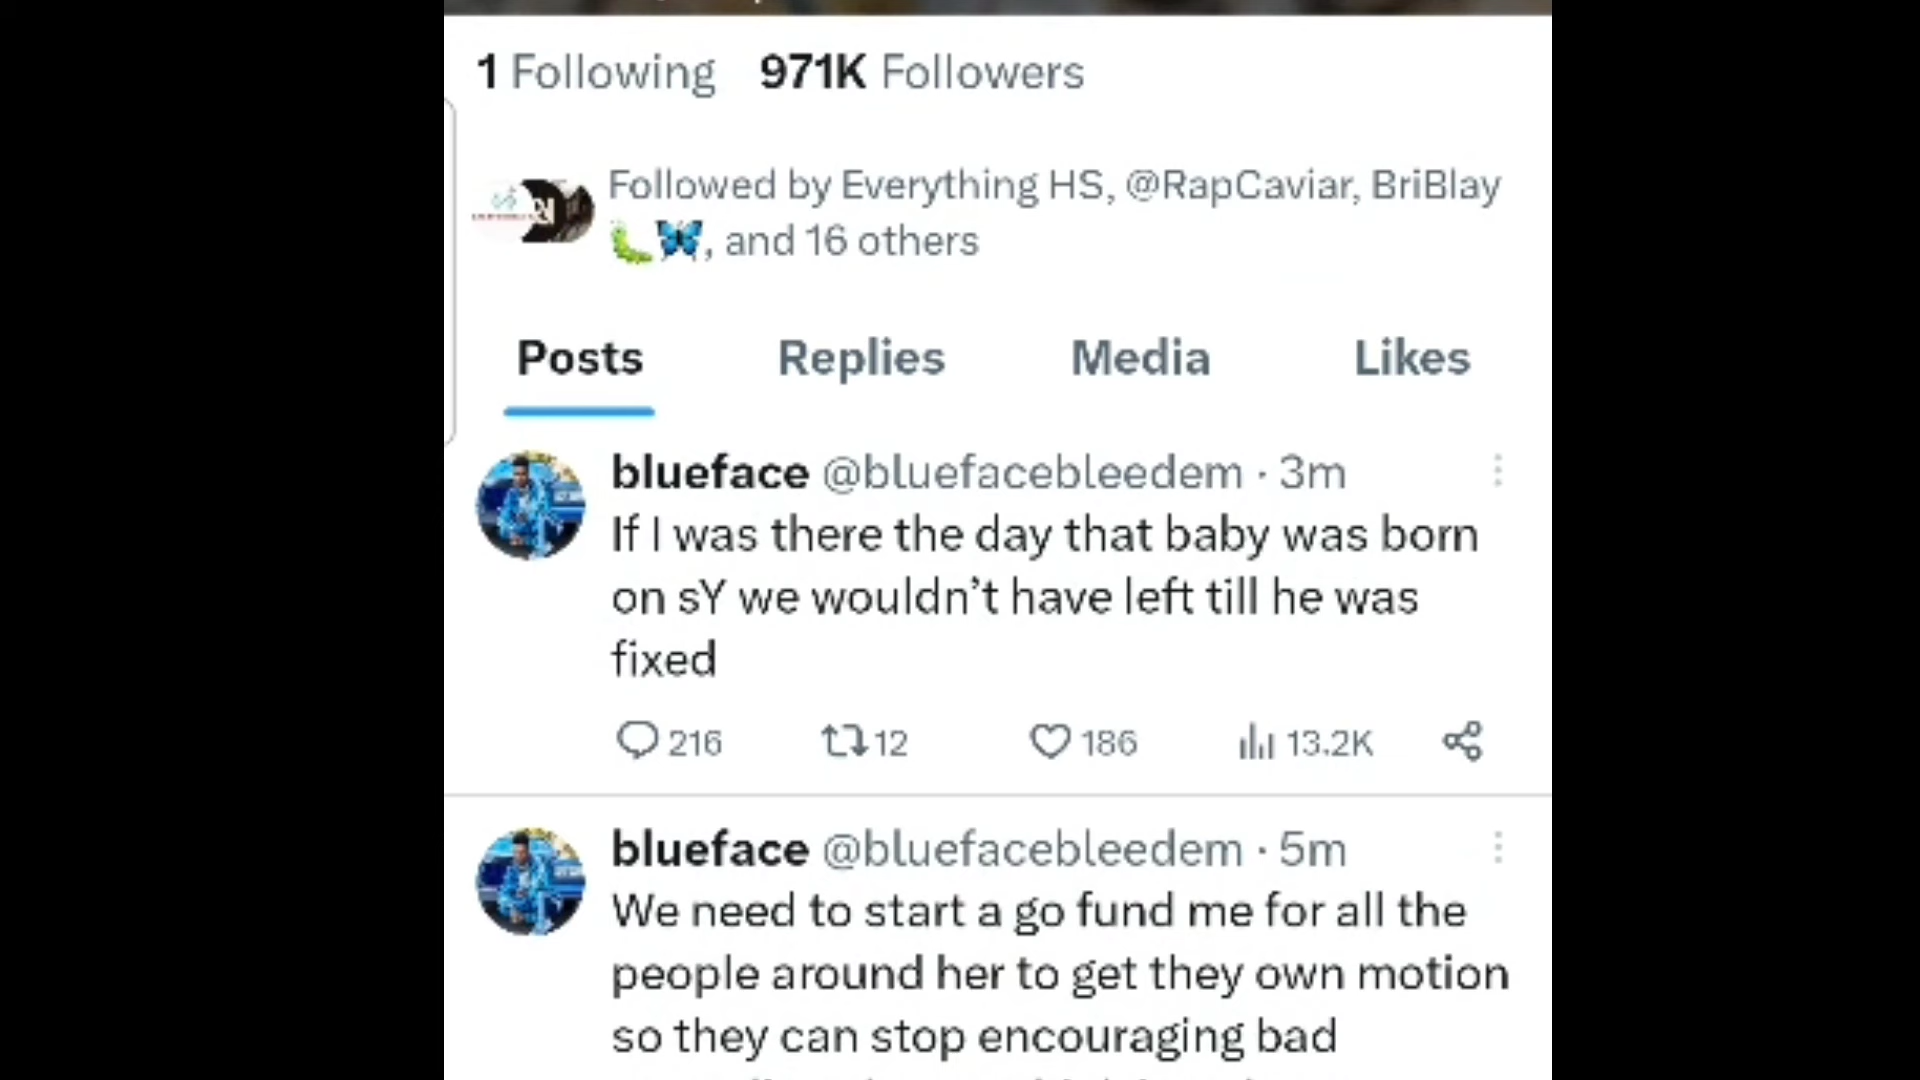 1 Following 971K Followers
Followed by Everything HS, @RapCaviar, BriBlay
🐛🦋, and 16 others
Posts Replies Media Likes
blueface @bluefacebleedem · 3m
If I was there the day that baby was born
on sY we wouldn’t have left till he was
fixed
216 12 186 13.2K
blueface @bluefacebleedem · 5m
We need to start a go fund me for all the
people around her to get they own motion
so they can stop encouraging bad